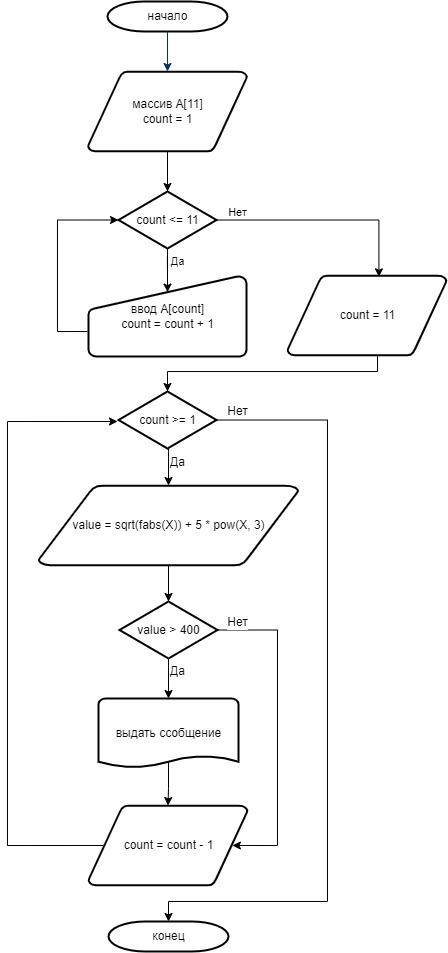 начало
массив A[11]
count = 1
count <= 11
Нет
Да
ввод A[count]
count = count + 1
count = 11
count >= 1
Нет
Да
value = sqrt(fabs(X)) + 5 * pow(X, 3)
value > 400
Нет
Да
выдать ссобщение
count = count - 1
конец